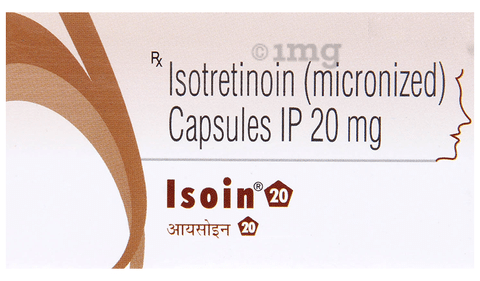 ©1mg
Rx Isotretinoin (micronized)
Capsules IP 20 mg
Isoin® 20
आयसोइन 20